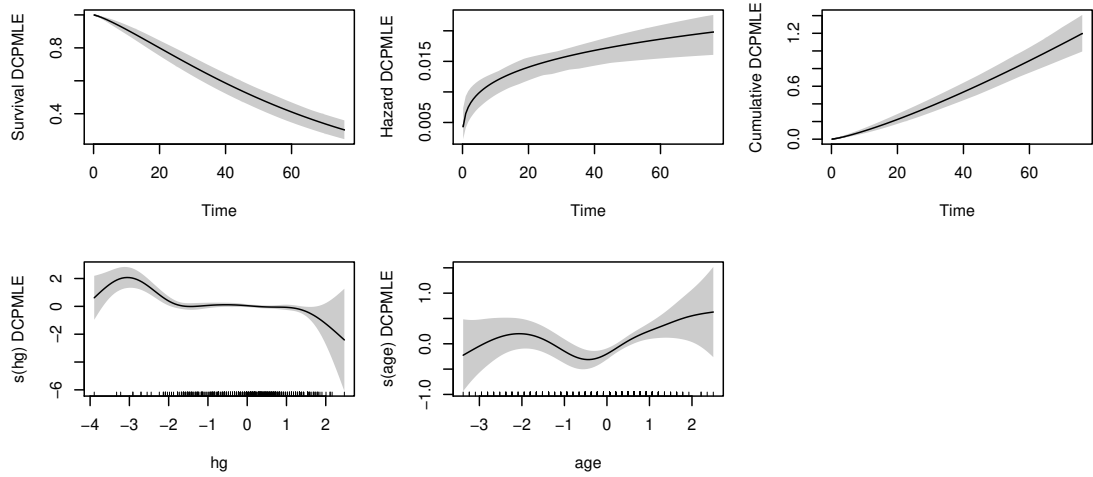 Survival DCPMLE
0.4 0.8
0 20 40 60
Time
Hazard DCPMLE
0.005 0.015
0 20 40 60
Time
Cumulative DCPMLE
0.0 0.6 1.2
0 20 40 60
Time
s(hg) DCPMLE
−6 −2 0 2
−4 −3 −2 −1 0 1 2
hg
s(age) DCPMLE
−1.0 0.0 1.0
−3 −2 −1 0 1 2
age